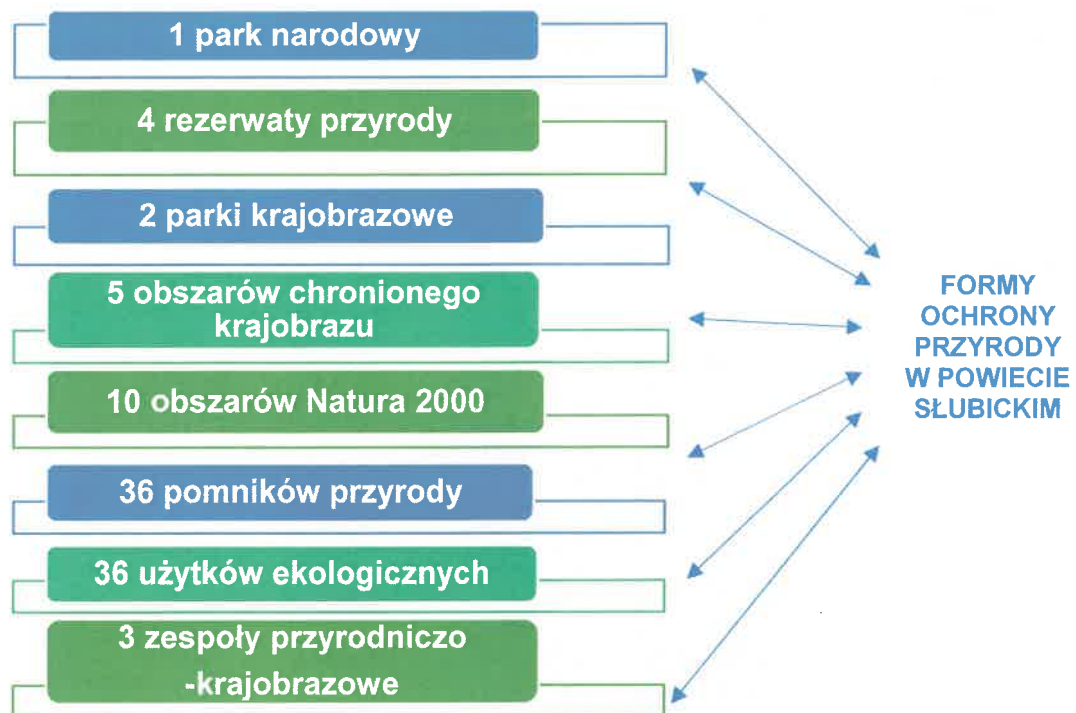 1 park narodowy
4 rezerwaty przyrody
2 parki krajobrazowe
5 obszarów chronionego
krajobrazu
10 obszarów Natura 2000
36 pomników przyrody
36 użytków ekologicznych
3 zespoły przyrodniczo
-krajobrazowe
FORMY
OCHRONY
PRZYRODY
W POWIECIE
SŁUBICKIM